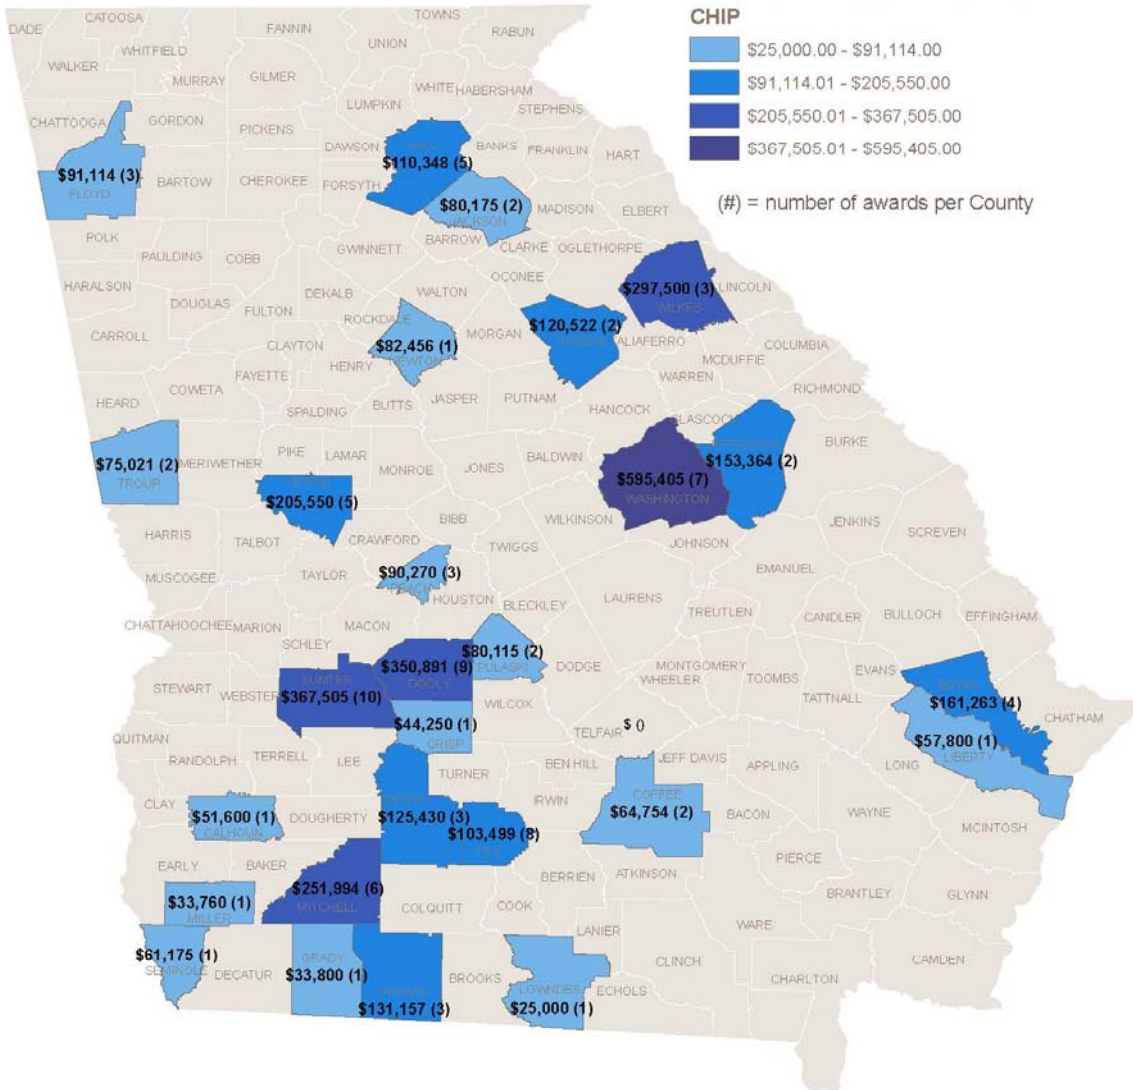 CHIP
$25,000.00 - $91,114.00
$91,114.01 - $205,550.00
$205,550.01 - $367,505.00
$367,505.01 - $595,405.00
(#) = number of awards per County
TOWNS
CATOOSA
DADE
FANNIN
RABUN
UNION
WHITFIELD
WALKER
MURRAY
GILMER
WHITE
HABERSHAM
LUMPKIN
STEPHENS
CHATTOOGA
GORDON
PICKENS
DAWSON
BANKS
FRANKLIN
HART
$110,348 (5)
$91,114 (3)
FLOYD
BARTOW
CHEROKEE
FORSYTH
$80,175 (2)
JACKSON
MADISON
ELBERT
POLK
PAULDING
COBB
GWINNETT
BARROW
CLARKE
OGLETHORPE
OCONEE
HARALSON
DOUGLAS
FULTON
DEKALB
WALTON
$297,500 (3)
WILKES
LINCOLN
CARROLL
CLAYTON
ROCKDALE
$82,456 (1)
NEWTON
MORGAN
$120,522 (2)
TALIAFERRO
COLUMBIA
MCDUFFIE
COWETA
FAYETTE
HENRY
WARREN
RICHMOND
HEARD
SPALDING
BUTTS
JASPER
PUTNAM
HANCOCK
GLASCOCK
BURKE
$75,021 (2)
TROUP
MERIWETHER
PIKE
LAMAR
MONROE
JONES
BALDWIN
$595,405 (7)
WASHINGTON
$153,364 (2)
$205,550 (5)
HARRIS
TALBOT
CRAWFORD
BIBB
WILKINSON
JENKINS
SCREVEN
JOHNSON
TWIGGS
MUSCOGEE
TAYLOR
$90,270 (3)
PEACH
HOUSTON
BLECKLEY
LAURENS
EMANUEL
TREUTLEN
CANDLER
BULLOCH
EFFINGHAM
CHATTAHOOCHEE
MARION
MACON
SCHLEY
$80,115 (2)
PULASKI
DODGE
STEWART
WEBSTER
SUMTER
$367,505 (10)
$350,891 (9)
DOOLY
MONTGOMERY
WHEELER
TOOMBS
TATTNALL
EVANS
BRYAN
$161,263 (4)
CHATHAM
$44,250 (1)
CRISP
WILCOX
TELFAIR
$ ()
$57,800 (1)
LIBERTY
QUITMAN
RANDOLPH
TERRELL
LEE
TURNER
BEN HILL
JEFF DAVIS
APPLING
LONG
CLAY
$51,600 (1)
CALHOUN
DOUGHERTY
$125,430 (3)
$103,499 (8)
IRWIN
COFFEE
$64,754 (2)
BACON
WAYNE
MCINTOSH
EARLY
BAKER
PIERCE
BERRIEN
ATKINSON
BRANTLEY
GLYNN
$251,994 (6)
MITCHELL
COLQUITT
COOK
$33,760 (1)
MILLER
LANIER
WARE
$61,175 (1)
SEMINOLE
DECATUR
GRADY
$33,800 (1)
THOMAS
$131,157 (3)
BROOKS
LOWNDES
$25,000 (1)
ECHOLS
CLINCH
CHARLTON
CAMDEN